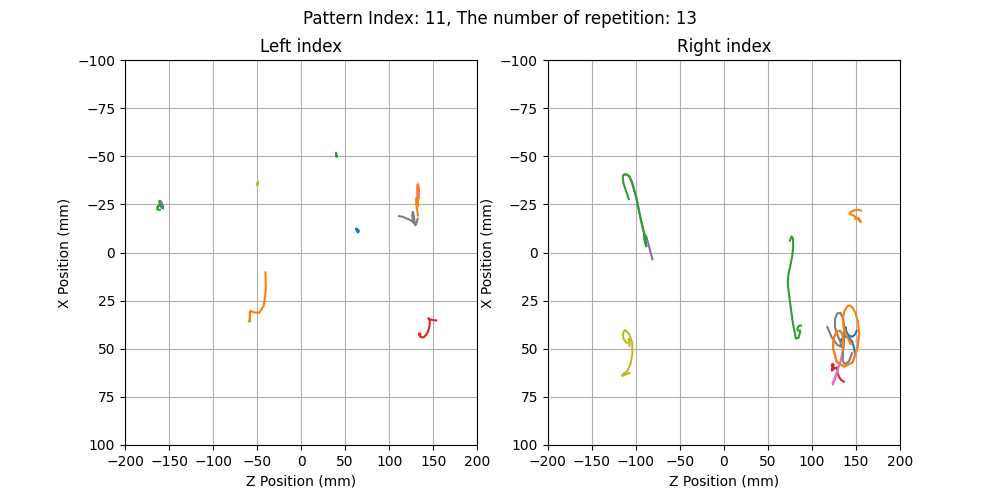 Pattern Index: 11, The number of repetition: 13
Left index
Right index
−100
−75
−50
−25
0
25
50
75
100
X Position (mm)
−200 −150 −100 −50 0 50 100 150 200
Z Position (mm)
−100
−75
−50
−25
0
25
50
75
100
X Position (mm)
−200 −150 −100 −50 0 50 100 150 200
Z Position (mm)